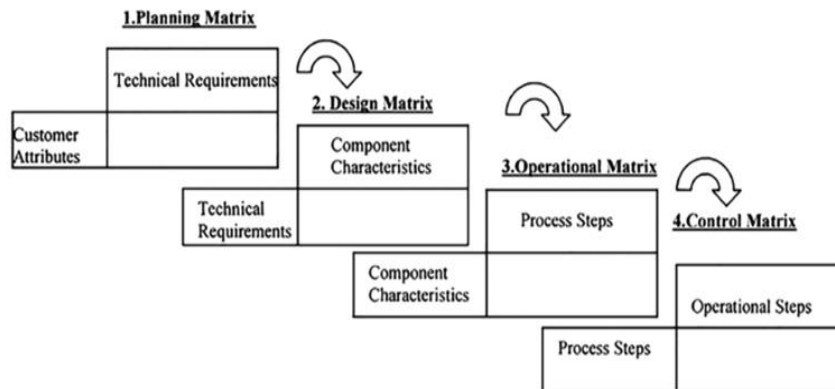 1.Planning Matrix
Technical Requirements
Customer
Attributes
2. Design Matrix
Component
Characteristics
Technical
Requirements
3.Operational Matrix
Process Steps
Component
Characteristics
4.Control Matrix
Operational Steps
Process Steps